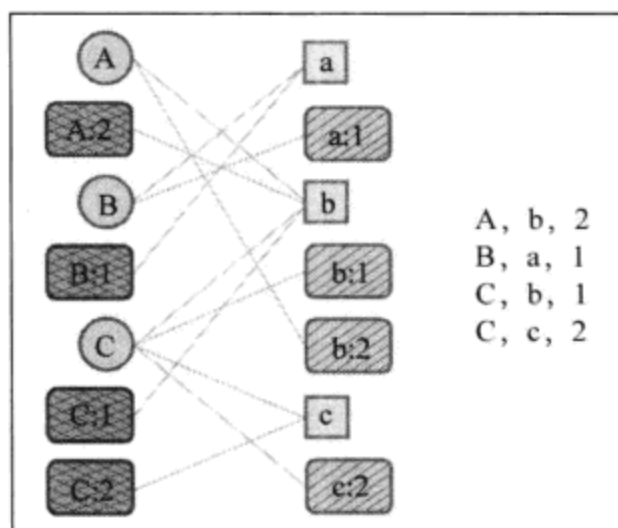 A
a
A:2
a:1
B
b
B:1
b:1
C
b:2
C:1
c
C:2
c:2
A, b, 2
B, a, 1
C, b, 1
C, c, 2